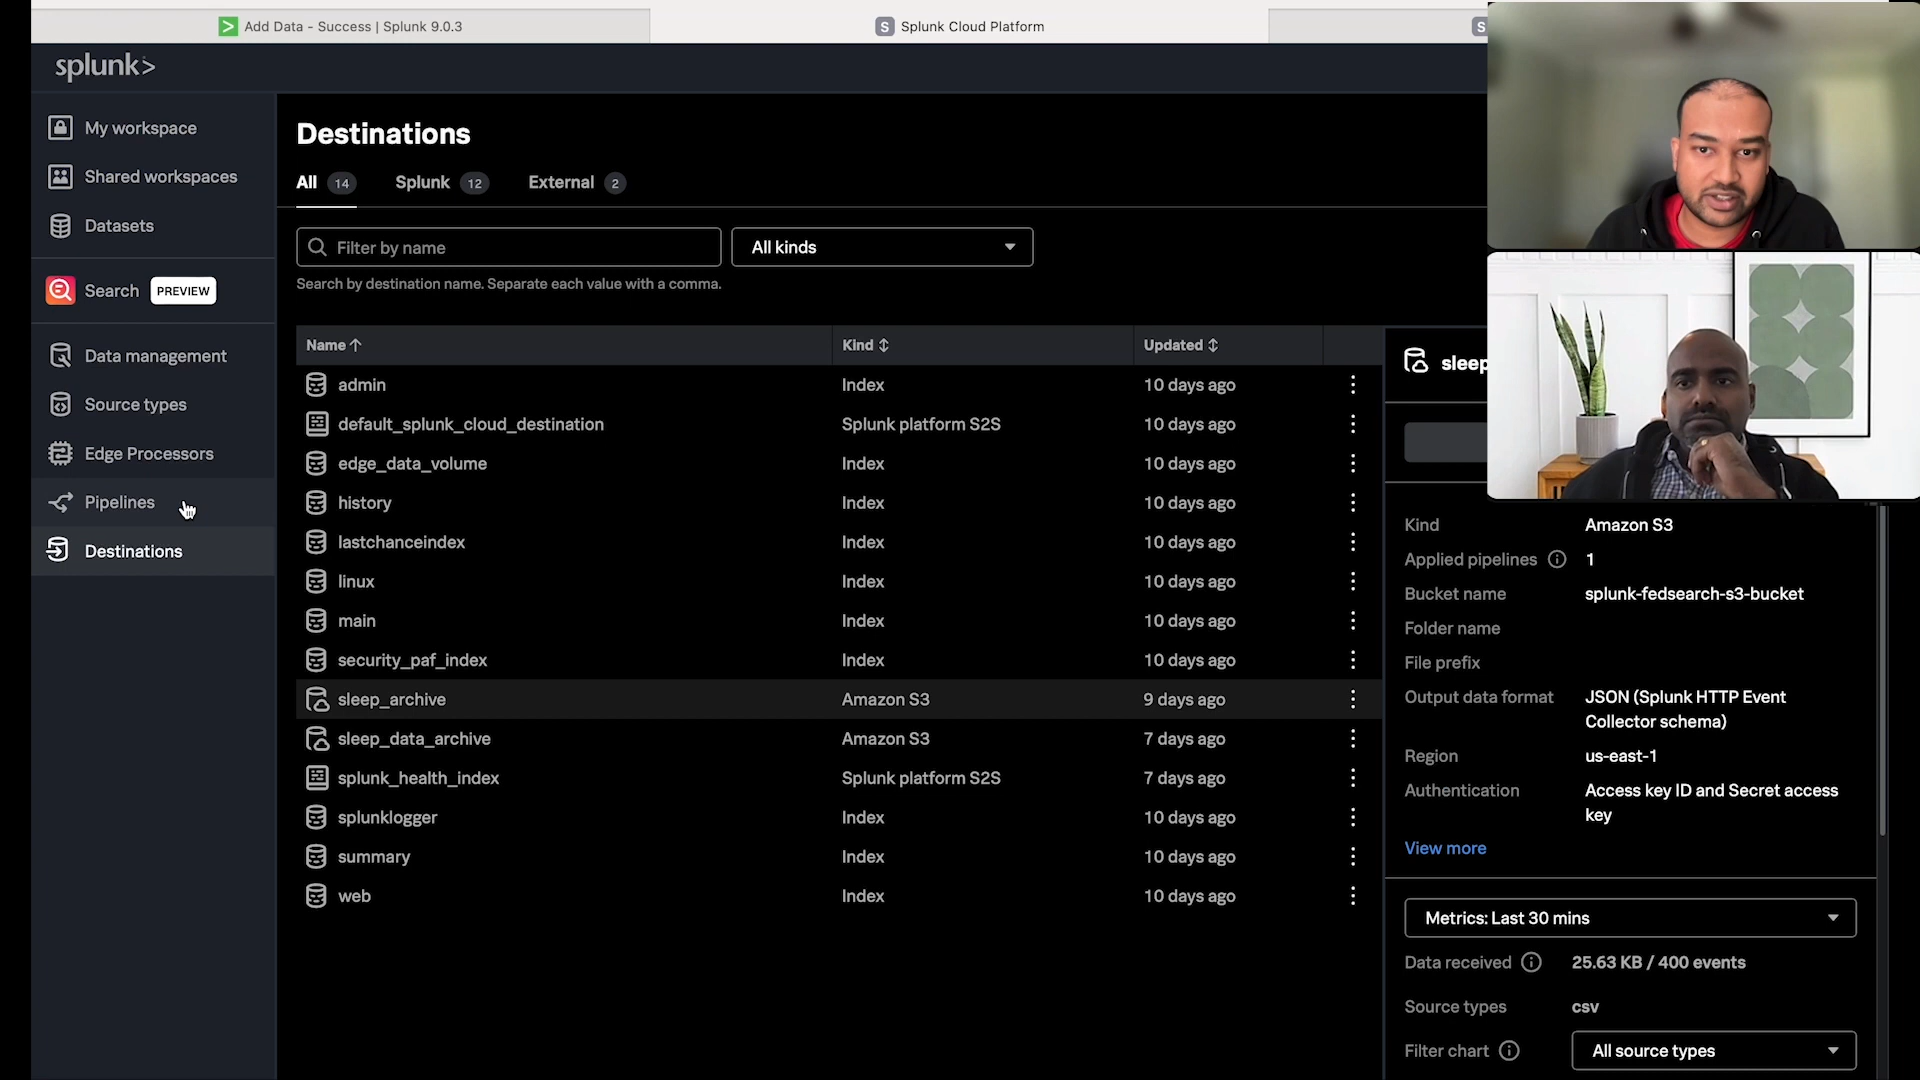 Add Data - Success | Splunk 9.0.3
S Splunk Cloud Platform
S
splunk>
My workspace
Shared workspaces
Datasets
Search PREVIEW
Data management
Source types
Edge Processors
Pipelines
Destinations
Destinations
All 14 Splunk 12 External 2
Filter by name
All kinds
Search by destination name. Separate each value with a comma.
Name Kind Updated
admin Index 10 days ago
default_splunk_cloud_destination Splunk platform S2S 10 days ago
edge_data_volume Index 10 days ago
history Index 10 days ago
lastchanceindex Index 10 days ago
linux Index 10 days ago
main Index 10 days ago
security_paf_index Index 10 days ago
sleep_archive Amazon S3 9 days ago
sleep_data_archive Amazon S3 7 days ago
splunk_health_index Splunk platform S2S 7 days ago
splunklogger Index 10 days ago
summary Index 10 days ago
web Index 10 days ago
sleep
Kind Amazon S3
Applied pipelines 1
Bucket name splunk-fedsearch-s3-bucket
Folder name
File prefix
Output data format JSON (Splunk HTTP Event
Collector schema)
Region us-east-1
Authentication Access key ID and Secret access
key
View more
Metrics: Last 30 mins
Data received 25.63 KB / 400 events
Source types csv
Filter chart All source types